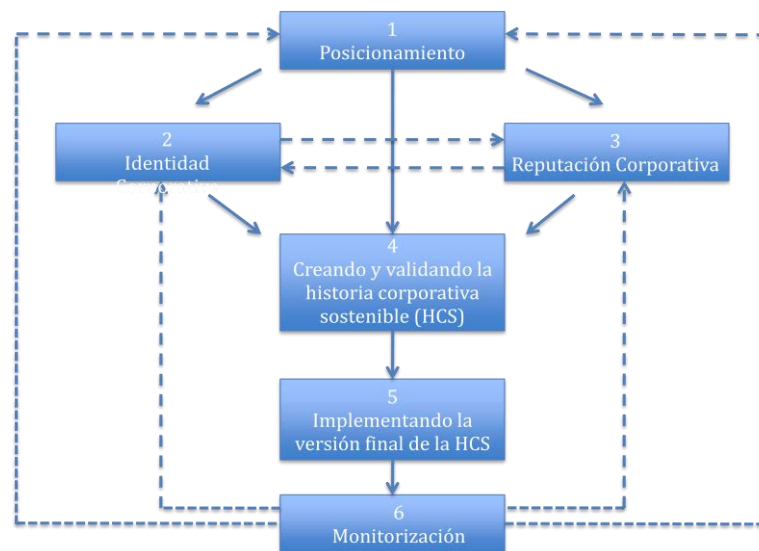 1
Posicionamiento
2
Identidad
Corporativa
3
Reputación Corporativa
4
Creando y validando la
historia corporativa
sostenible (HCS)
5
Implementando la
versión final de la HCS
6
Monitorización